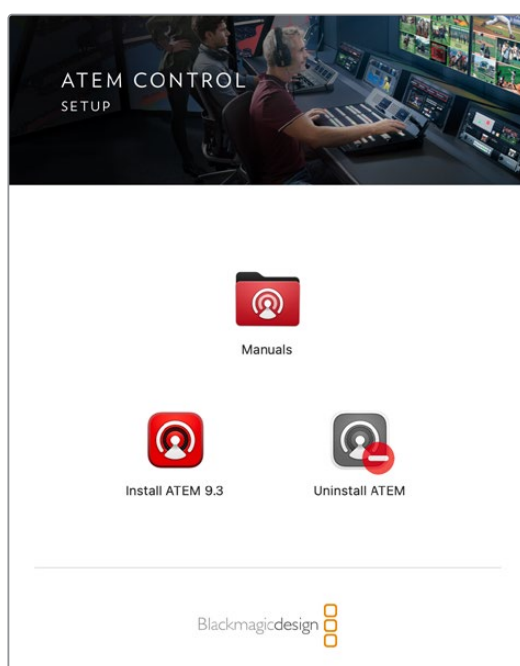 ATEM CONTROL
SETUP
Manuals
Install ATEM 9.3
Uninstall ATEM
Blackmagicdesign